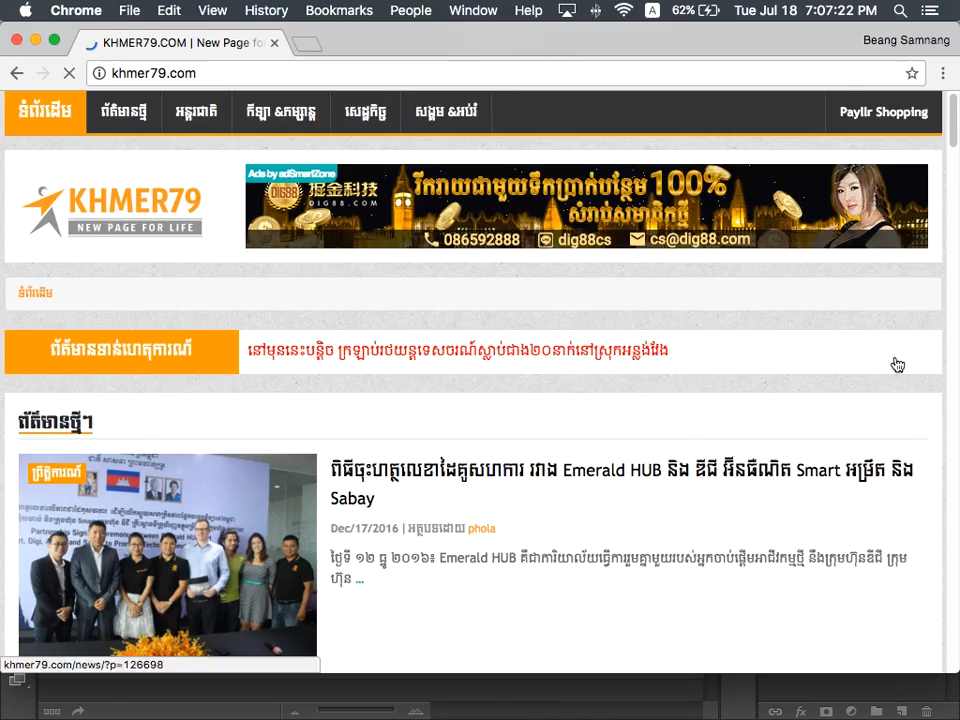 Chrome File Edit View History Bookmarks People Window Help 62% Tue Jul 18 7:07:22 PM
KHMER79.COM | New Page fo Beang Samnang
khmer79.com
ទំព័រដើម ព័ត៌មានថ្មី អន្តរជាតិ កីឡា &កម្សាន្ត សេដ្ឋកិច្ច សង្គម &អប់រំ Payllr Shopping
Ads by adSmartZone
KHMER79
NEW PAGE FOR LIFE
DIG88 掘金科技
DIG88.COM
រីករាយជាមួយទឹកប្រាក់បន្ថែម 100%
សំរាប់សមាជិកថ្មី
086592888 dig88cs cs@dig88.com
ទំព័រដើម
ព័ត៌មានទាន់ហេតុការណ៍ នៅមុននេះបន្តិច ក្រឡាប់រថយន្តទេសចរណ៍ស្លាប់ជាង២០នាក់នៅស្រុកអន្លង់វែង
ព័ត៌មានថ្មីៗ
ព្រឹត្តិការណ៍
ពិធីចុះហត្ថលេខាដៃគូសហការ រវាង Emerald HUB និង ឌីជី អ៊ីនធឺណិត Smart អម្រឹត និង
Sabay
Dec/17/2016 | អត្ថបទដោយ phola
ថ្ងៃទី ១២ ធ្នូ ២០១៦៖ Emerald HUB គឺជាការិយាល័យធ្វើការរួមគ្នាមួយរបស់អ្នកចាប់ផ្តើមអាជីវកម្មថ្មី នឹងក្រុមហ៊ុនឌីជី ក្រុម
ហ៊ុន ...
khmer79.com/news/?p=126698